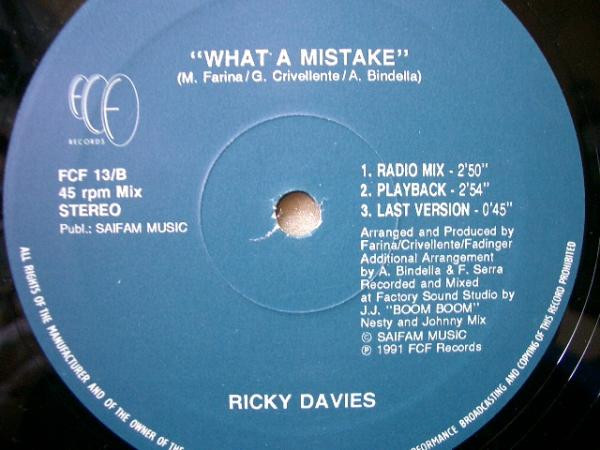 "WHAT A MISTAKE"
(M. Farina/G. Crivellente/A. Bindella)
FCF
RECORDS
FCF 13/B
45 rpm Mix
STEREO
Publ.: SAIFAM MUSIC
1. RADIO MIX - 2'50"
2. PLAYBACK - 2'54"
3. LAST VERSION - 0'45"
Arranged and Produced by
Farina/Crivellente/Fadinger
Additional Arrangement
by A. Bindella & F. Serra
Recorded and Mixed
at Factory Sound Studio by
J.J. "BOOM BOOM"
Nesty and Johnny Mix
© SAIFAM MUSIC
℗ 1991 FCF Records
RICKY DAVIES
ALL RIGHTS OF THE MANUFACTURER AND OF THE OWNER OF THE
PERFORMANCE BROADCASTING AND COPYING OF THIS RECORD PROHIBITED